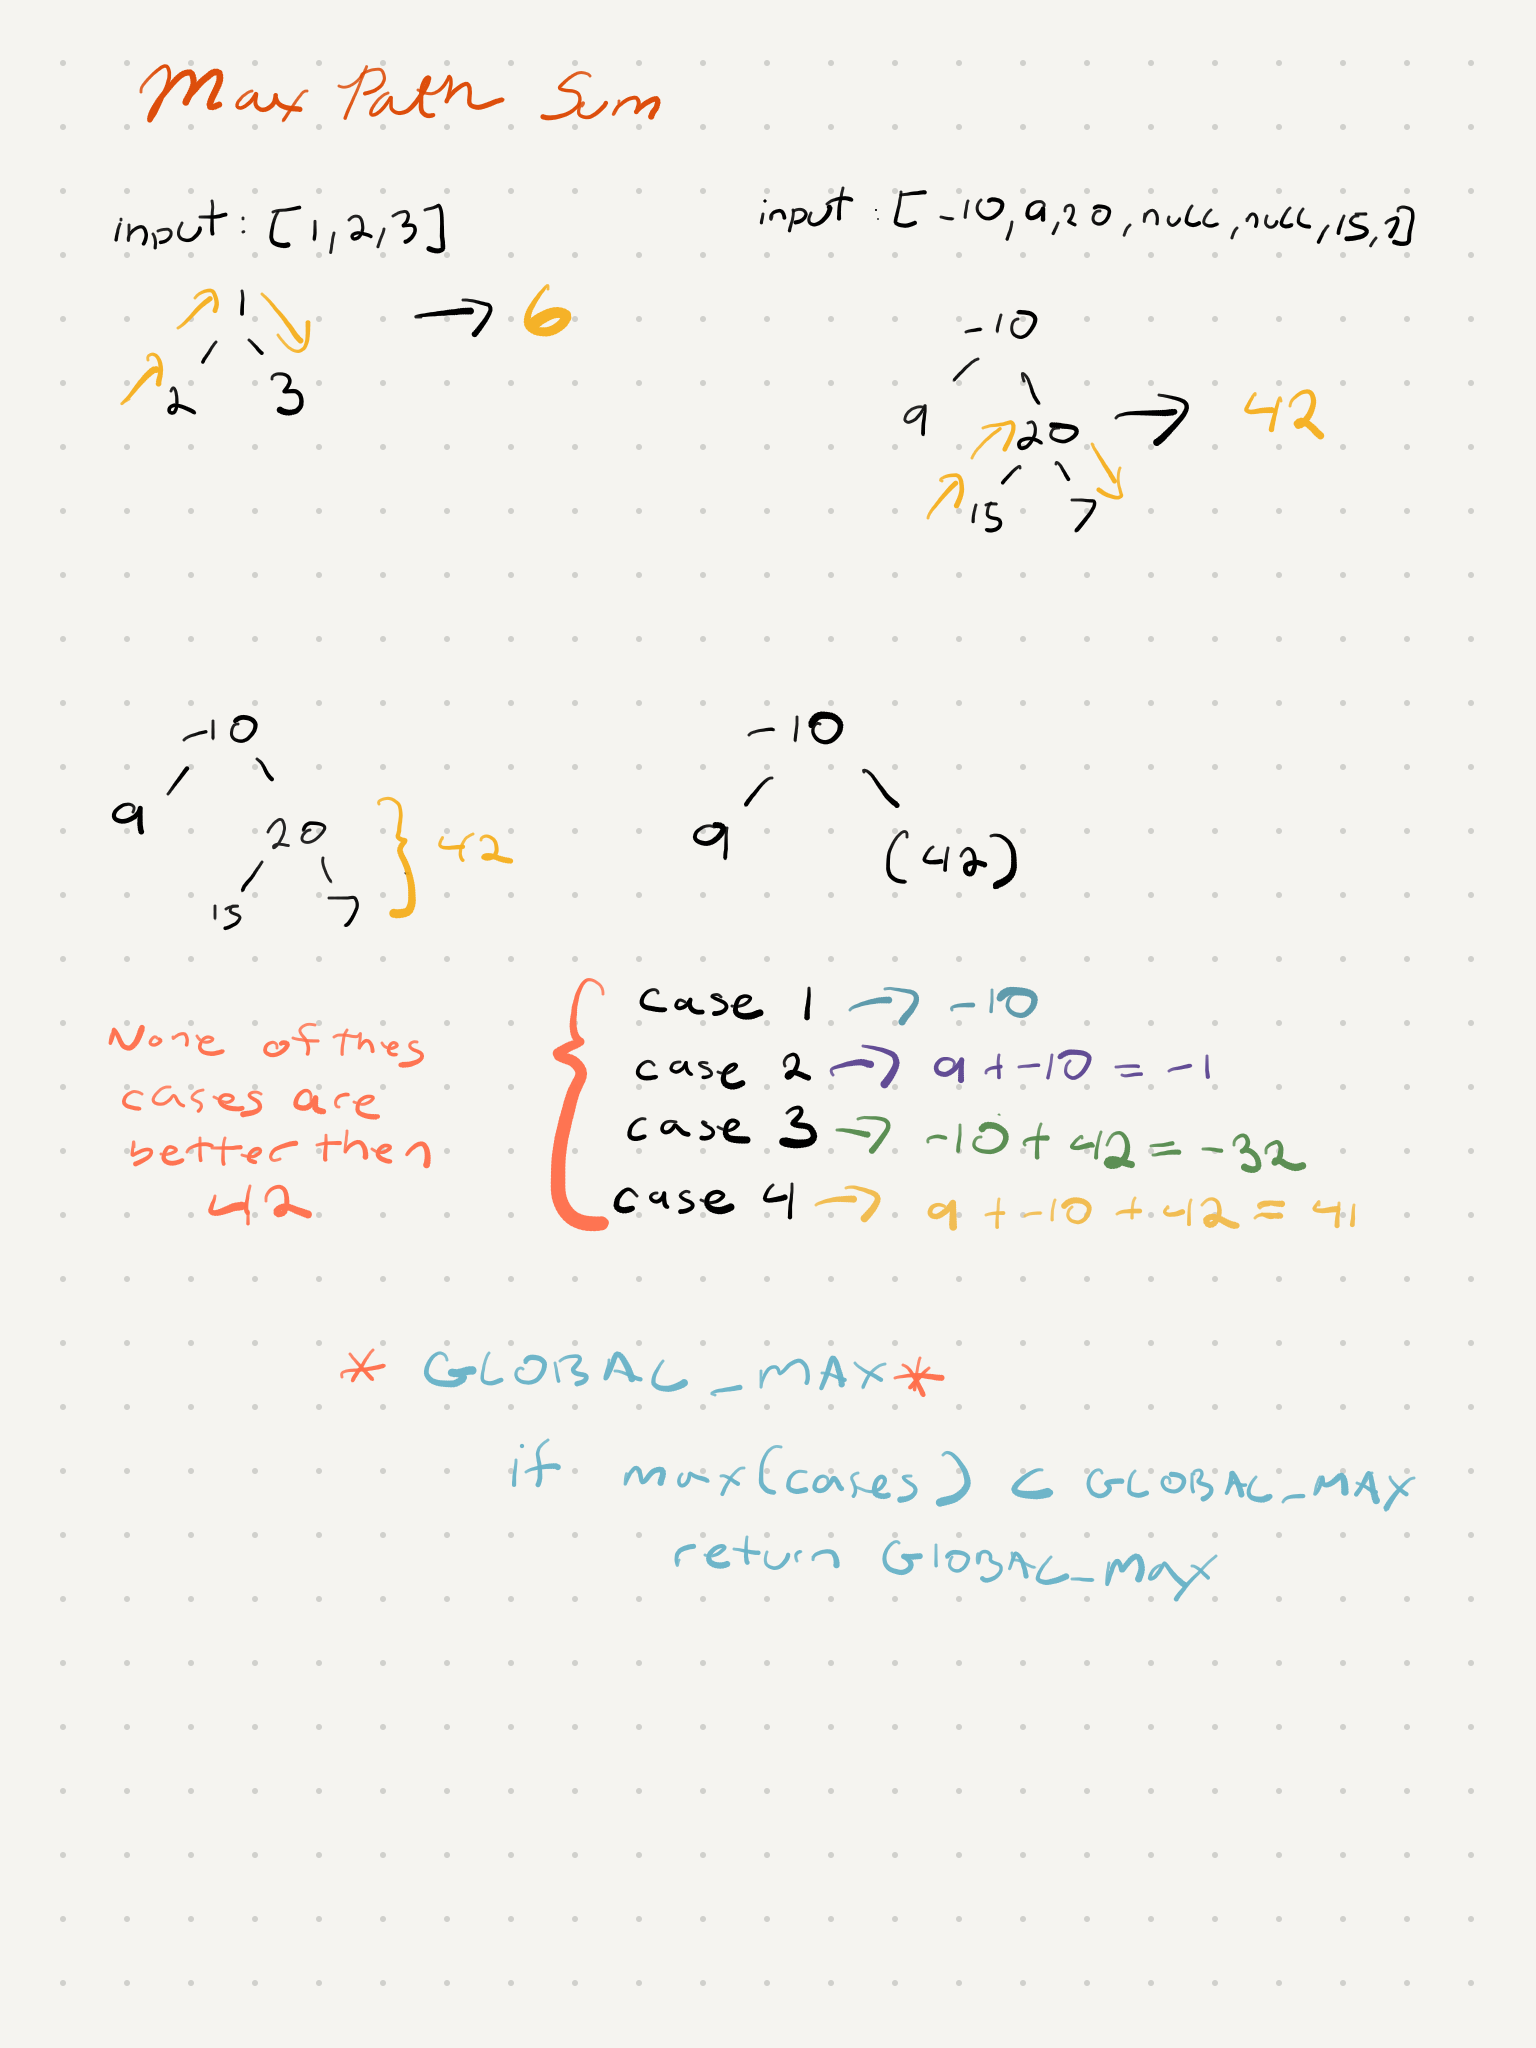 Max Path Sum
input: [1,2,3]
1
2 3
→ 6
input: [-10,9,20,null,null,15,7]
-10
9
20 → 42
15 7
-10
9
20
15 7
} 42
-10
9
(42)
None of thes
cases are
better then
42
{
case 1 → -10
case 2 → 9 + -10 = -1
case 3 → -10 + 42 = -32
case 4 → 9 + -10 + 42 = 41
* GLOBAL_MAX *
if max(cases) < GLOBAL_MAX
return GlOBAL_Max